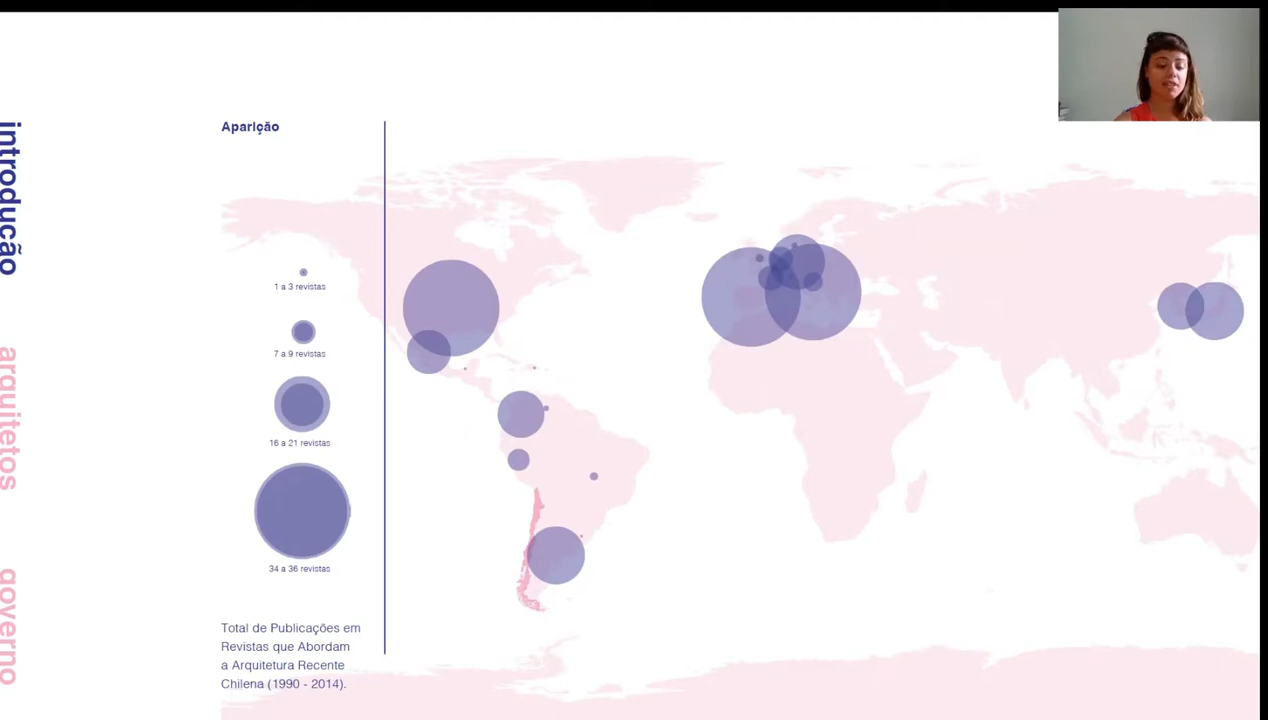 introdução
arquitetos
governo
Aparição
1 a 3 revistas
7 a 9 revistas
16 a 21 revistas
34 a 36 revistas
Total de Publicações em
Revistas que Abordam
a Arquitetura Recente
Chilena (1990 - 2014).